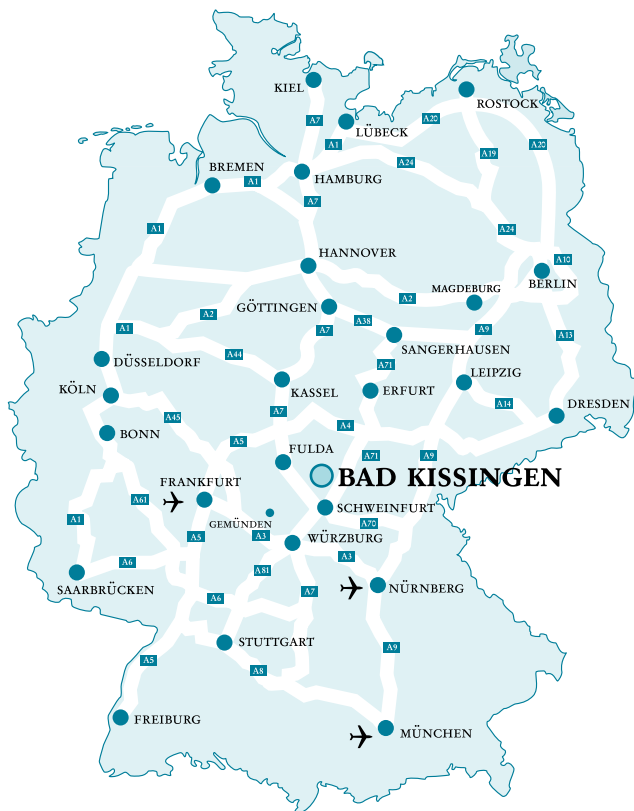 KIEL
ROSTOCK
A7
LÜBECK
A20
A1
A20
A19
BREMEN
A24
A1
HAMBURG
A7
A1
A24
HANNOVER
A10
BERLIN
MAGDEBURG
GÖTTINGEN
A2
A2
A38
A1
A7
A9
A13
SANGERHAUSEN
A44
DÜSSELDORF
A71
LEIPZIG
KÖLN
KASSEL
ERFURT
A14
DRESDEN
A45
A7
A4
BONN
A5
FULDA
A71
A9
BAD KISSINGEN
FRANKFURT
A61
SCHWEINFURT
A1
GEMÜNDEN
A70
A5
A3
WÜRZBURG
A6
A3
A81
SAARBRÜCKEN
A7
NÜRNBERG
A6
STUTTGART
A9
A5
A8
FREIBURG
MÜNCHEN